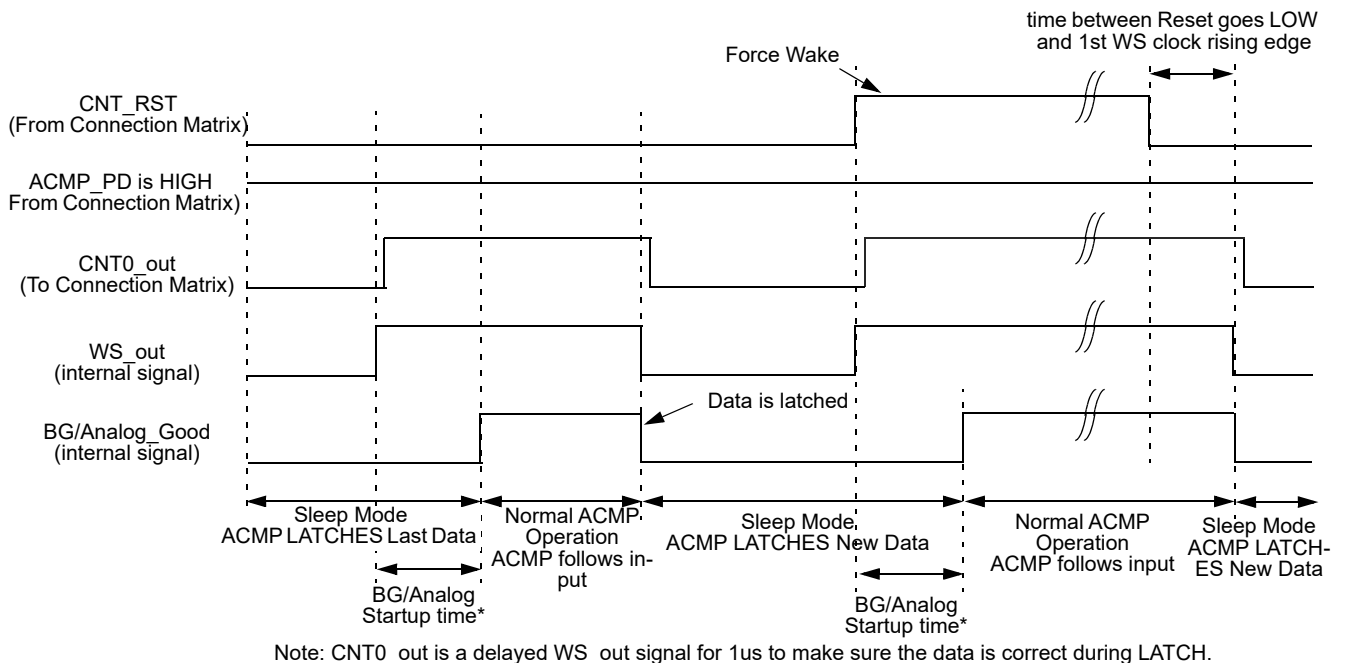 time between Reset goes LOW
and 1st WS clock rising edge
Force Wake
CNT_RST
(From Connection Matrix)
ACMP_PD is HIGH
From Connection Matrix)
CNT0_out
(To Connection Matrix)
WS_out
(internal signal)
Data is latched
BG/Analog_Good
(internal signal)
Sleep Mode
ACMP LATCHES Last Data
Normal ACMP
Operation
ACMP follows in-
put
Sleep Mode
ACMP LATCHES New Data
Normal ACMP
Operation
ACMP follows input
Sleep Mode
ACMP LATCH-
ES New Data
BG/Analog
Startup time*
BG/Analog
Startup time*
Note: CNT0_out is a delayed WS_out signal for 1us to make sure the data is correct during LATCH.